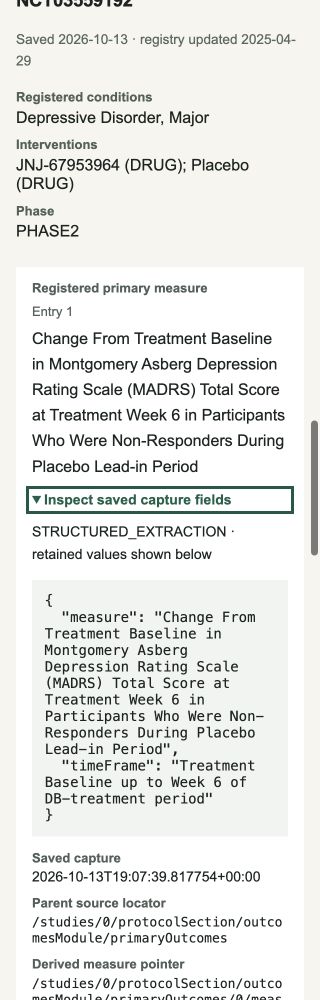 NCT03559192
Saved 2026-10-13 · registry updated 2025-04-
29
Registered conditions
Depressive Disorder, Major
Interventions
JNJ-67953964 (DRUG); Placebo
(DRUG)
Phase
PHASE2
Registered primary measure
Entry 1
Change From Treatment Baseline
in Montgomery Asberg Depression
Rating Scale (MADRS) Total Score
at Treatment Week 6 in Participants
Who Were Non-Responders During
Placebo Lead-in Period
▼ Inspect saved capture fields
STRUCTURED_EXTRACTION ·
retained values shown below
{
"measure": "Change From
Treatment Baseline in
Montgomery Asberg
Depression Rating Scale
(MADRS) Total Score at
Treatment Week 6 in
Participants Who Were Non-
Responders During Placebo
Lead-in Period",
"timeFrame": "Treatment
Baseline up to Week 6 of
DB-treatment period"
}
Saved capture
2026-10-13T19:07:39.817754+00:00
Parent source locator
/studies/0/protocolSection/outco
mesModule/primaryOutcomes
Derived measure pointer
/studies/0/protocolSection/outco
mesModule/primaryOutcomes/0/meas